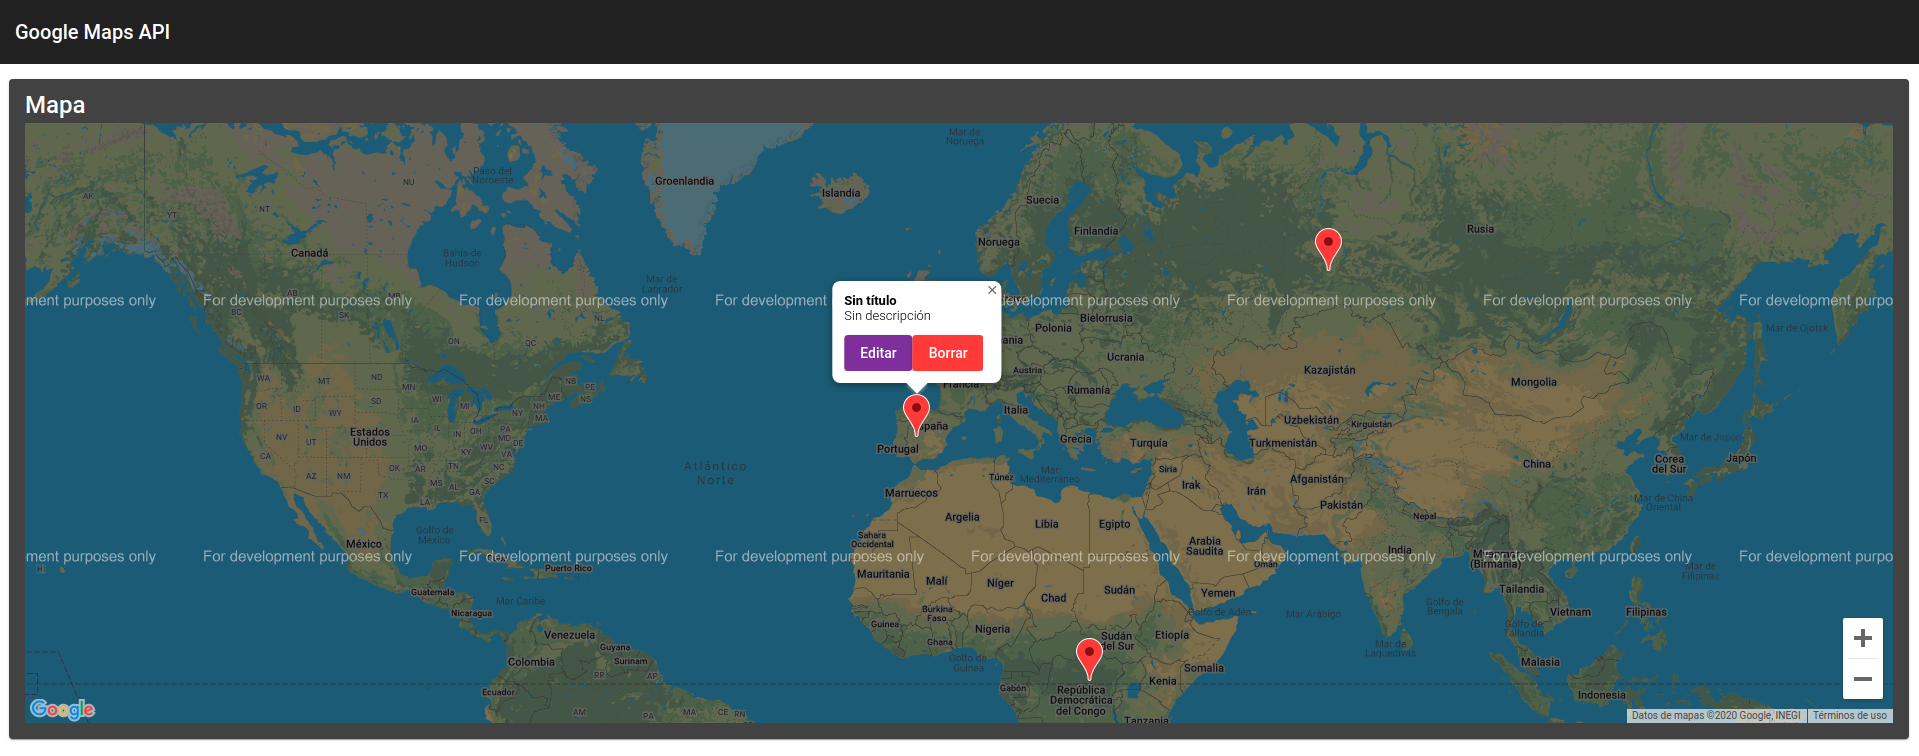 Google Maps API
Mapa
Mar de
Noruega
Paso del
Noroeste
Groenlandia
Islandia
NU
AK
NT
YT
Suecia
Finlandia
Noruega
Rusia
Canadá
Bahía de
Hudson
Mar de
Labrador
ment purposes only
For development purposes only
For development purposes only
For development
development purposes only
For development purposes only
For development purposes only
For development purpo
BC
AB
SK
ON
QC
NL
Sin título
Sin descripción
Editar
Borrar
Bielorrusia
Polonia
ania
Ucrania
Austria
Francia
Rumanía
Italia
Grecia
Turquía
España
Portugal
Mar de Ojotsk
Kazajistán
Mongolia
Uzbekistán
Kirguistán
Turkmenistán
Mar de Japón
Corea
del Sur
Japón
China
WA
MT
ND
MN
OR
ID
WY
SD
WI
MI
NB
PE
ME
NS
NY
NH
MA
NV
UT
IL
IN
OH
PA
MD
DE
Estados
Unidos
CA
MO
KY
WV
VA
AZ
NM
OK
AR
TN
NC
SC
TX
LA
MS
AL
GA
FL
Atlántico
Norte
Túnez
Mar
Mediterráneo
Siria
Irak
Irán
Afganistán
Pakistán
Nepal
Mar de China
Oriental
Marruecos
Argelia
Libia
Egipto
Sahara
Occidental
Arabia
Saudita
Omán
India
Golfo de
México
México
ment purposes only
For development purposes only
For development purposes only
For development purposes only
For development purposes only
For development purposes only
For development purposes only
For development purpo
HI
Cuba
Puerto Rico
Myanmar
(Birmania)
Mar de
Filipinas
Mauritania
Malí
Níger
Chad
Sudán
Yemen
Guatemala
Nicaragua
Mar Caribe
Burkina
Faso
Guinea
Ghana
Nigeria
Golfo de Adén
Mar Arábigo
Golfo de
Bengala
Tailandia
Vietnam
Filipinas
Golfo de
Tailandia
Venezuela
Guyana
Surinam
Colombia
RR
AP
Ecuador
AM
PA
MA
CE
RN
Golfo de
Guinea
Sudán
del Sur
Etiopía
Somalia
Kenia
Gabón
República
Democrática
del Congo
Tanzania
Mar de
Laquedivas
Malasia
Indonesia
+
−
Google
Datos de mapas ©2020 Google, INEGI
Términos de uso